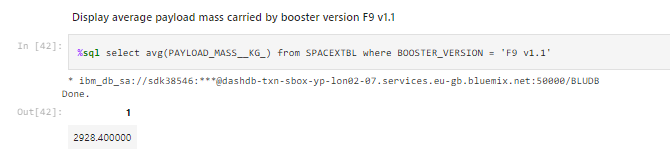 Display average payload mass carried by booster version F9 v1.1
In [42]: %sql select avg(PAYLOAD_MASS__KG_) from SPACEXTBL where BOOSTER_VERSION = 'F9 v1.1'
* ibm_db_sa://sdk38546:***@dashdb-txn-sbox-yp-lon02-07.services.eu-gb.bluemix.net:50000/BLUDB
Done.
Out[42]: 1
2928.400000